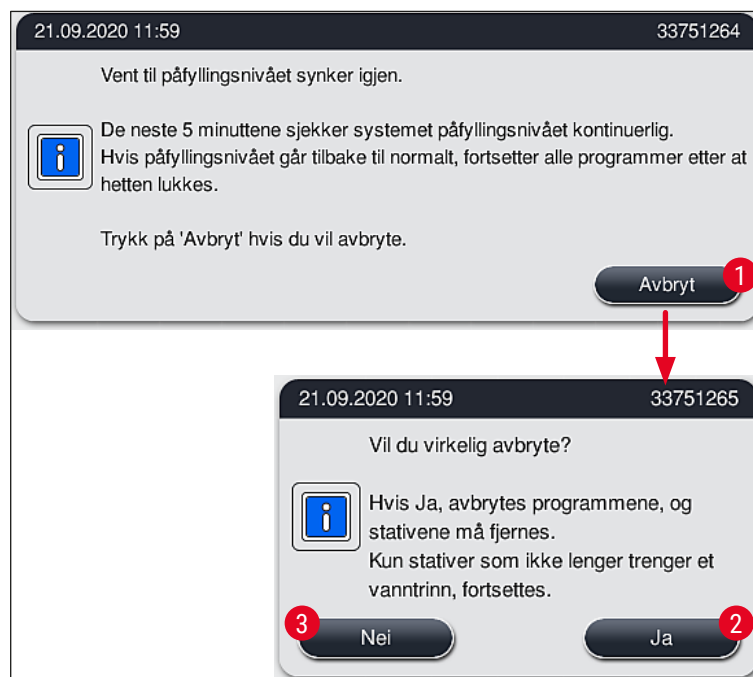 21.09.2020 11:59 33751264
Vent til påfyllingsnivået synker igjen.
De neste 5 minuttene sjekker systemet påfyllingsnivået kontinuerlig.
Hvis påfyllingsnivået går tilbake til normalt, fortsetter alle programmer etter at
hetten lukkes.
Trykk på 'Avbryt' hvis du vil avbryte.
Avbryt 1
21.09.2020 11:59 33751265
Vil du virkelig avbryte?
Hvis Ja, avbrytes programmene, og
stativene må fjernes.
Kun stativer som ikke lenger trenger et
vanntrinn, fortsettes.
3 Nei Ja 2